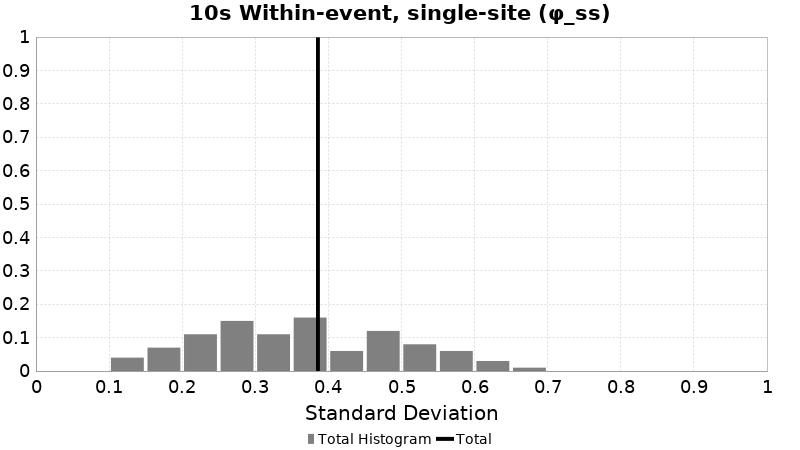 10s Within-event, single-site (φ_ss)
1
0.9
0.8
0.7
0.6
0.5
0.4
0.3
0.2
0.1
0
0 0.1 0.2 0.3 0.4 0.5 0.6 0.7 0.8 0.9 1
Standard Deviation
Total Histogram Total